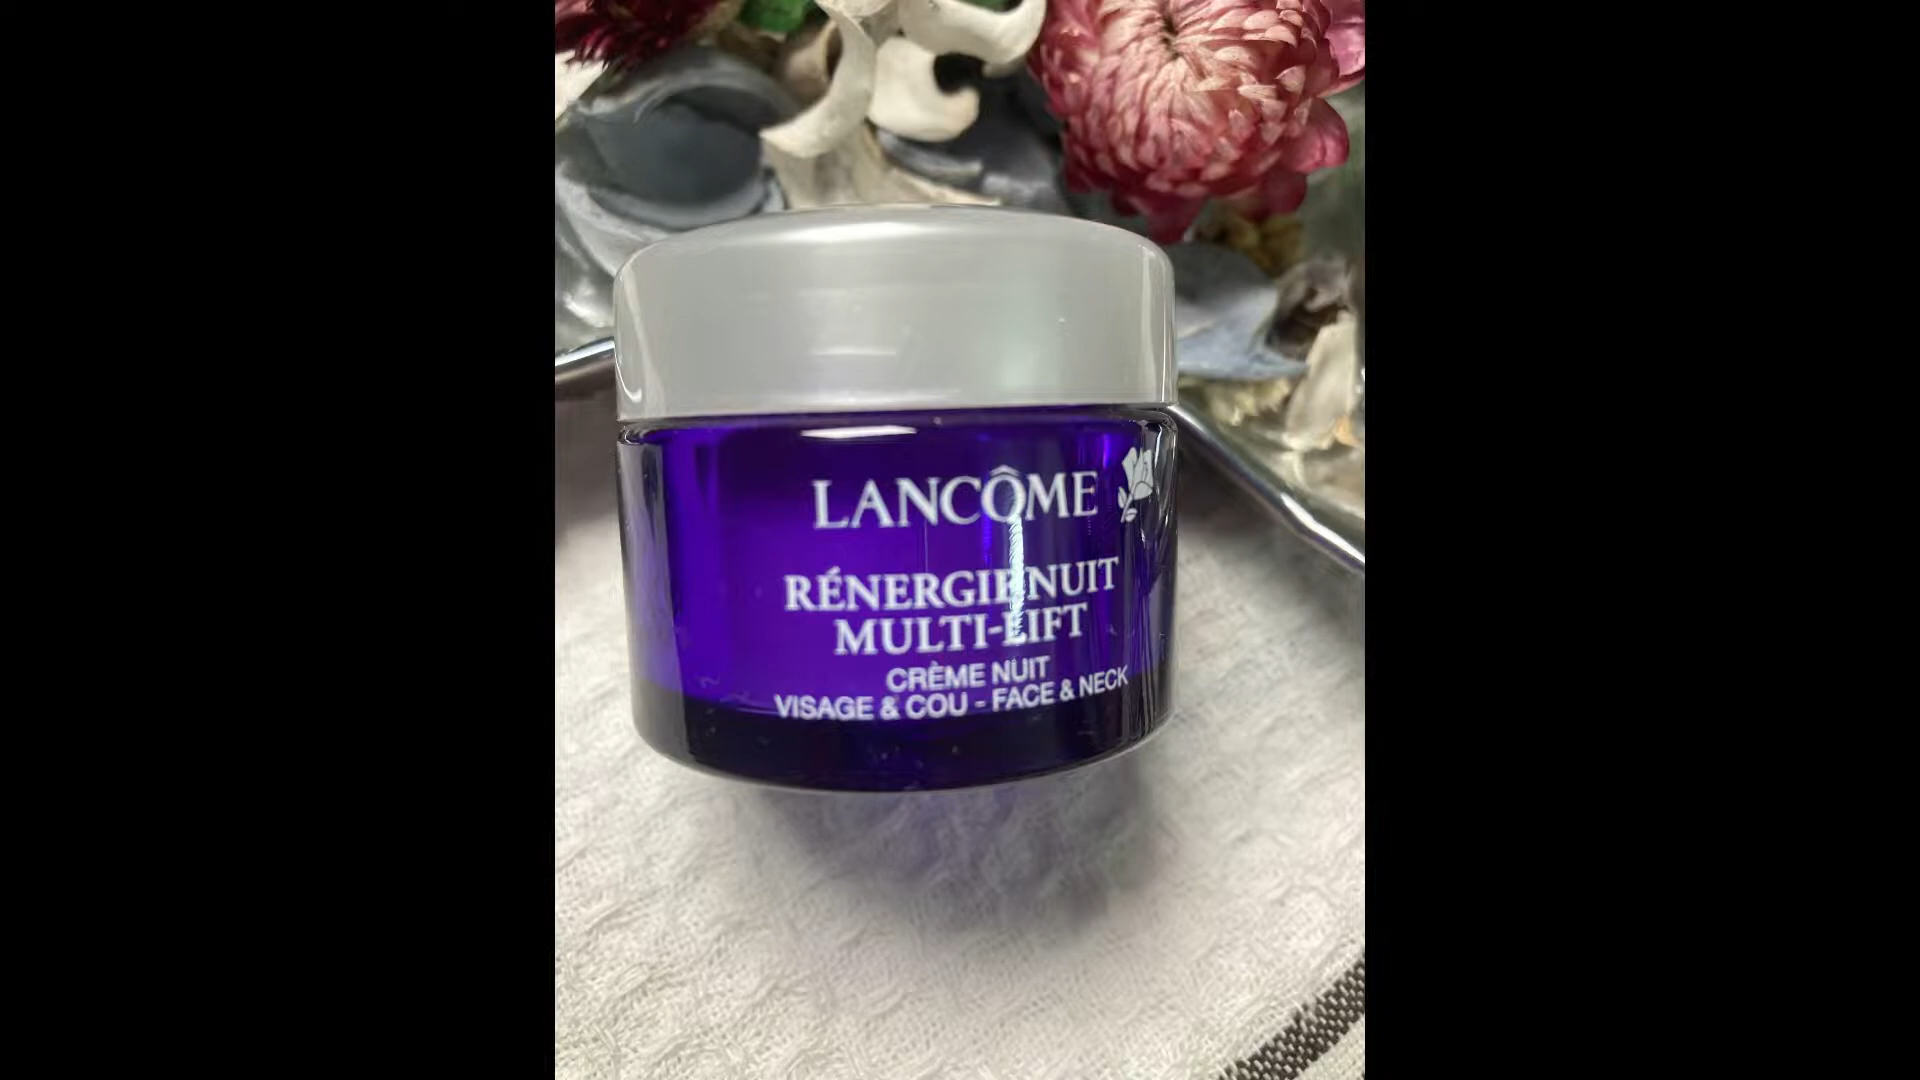 LANCÔME
RÉNERGIE NUIT
MULTI-LIFT
CRÈME NUIT
VISAGE & COU - FACE & NECK